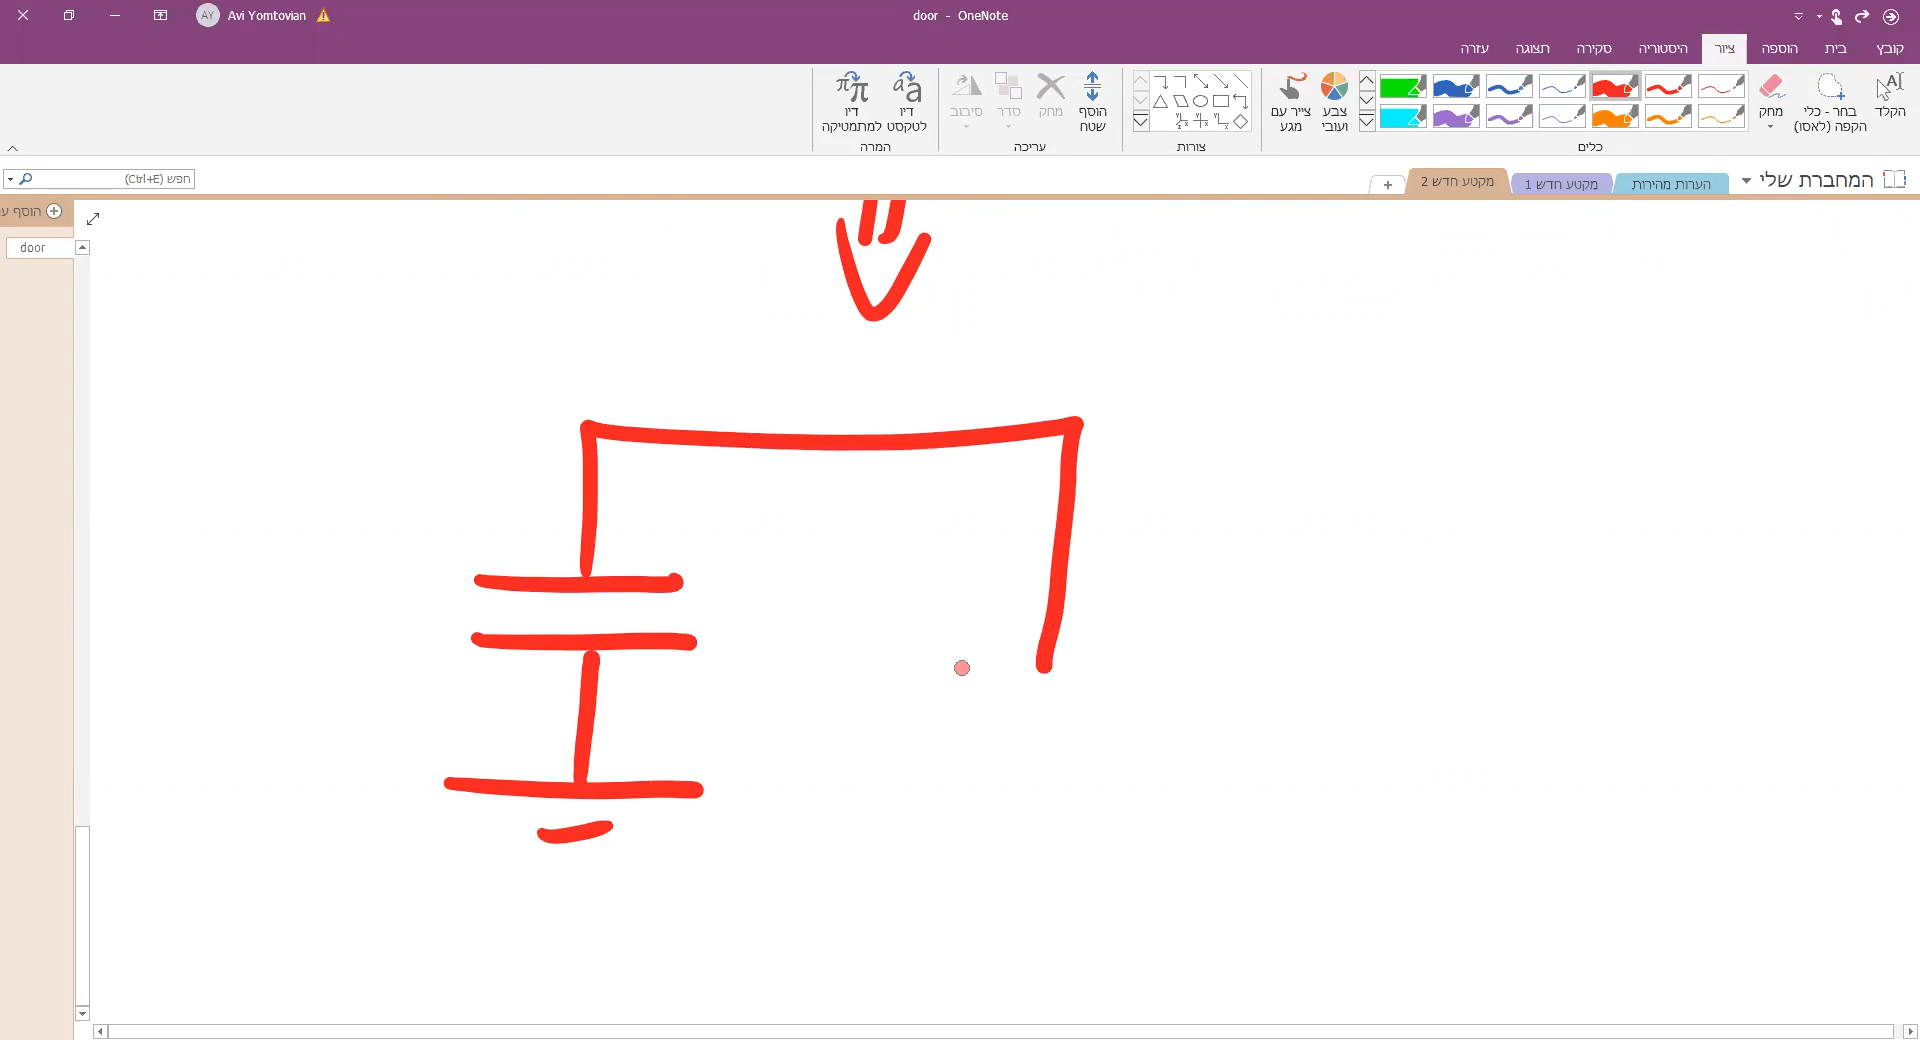 door - OneNote
Avi Yomtovian
AY
קובץ
בית
הוספה
ציור
היסטוריה
סקירה
תצוגה
עזרה
הקלד
בחר - כלי
הקפה (לאסו)
מחק
כלים
צבע
ועובי
צייר עם
מגע
צורות
הוסף
שטח
מחק
סדר
סיבוב
עריכה
דיו
לטקסט
דיו
למתמטיקה
המרה
המחברת שלי
הערות מהירות
מקטע חדש 1
מקטע חדש 2
חפש (Ctrl+E)
הוסף
door